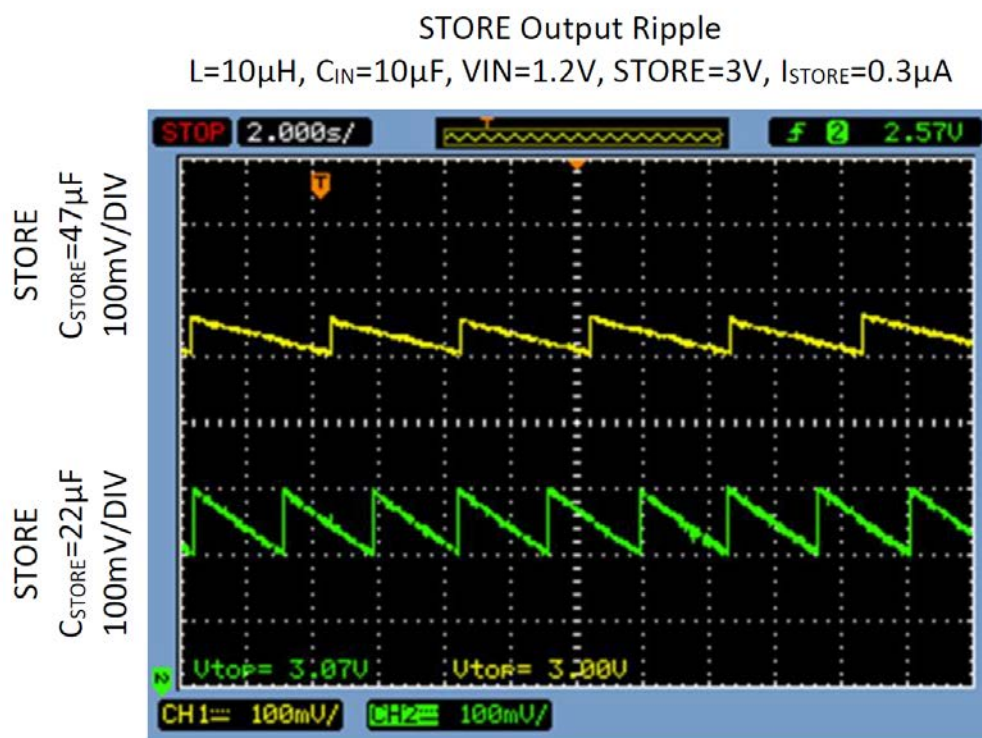 STORE Output Ripple
L=10µH, CIN=10µF, VIN=1.2V, STORE=3V, ISTORE=0.3µA
STOP 2.000s/ T 2 2.57V
T
STORE
CSTORE=47µF
100mV/DIV
STORE
CSTORE=22µF
100mV/DIV
Vtop= 3.07V Vtop= 3.00V
2
CH1 100mV/ CH2 100mV/